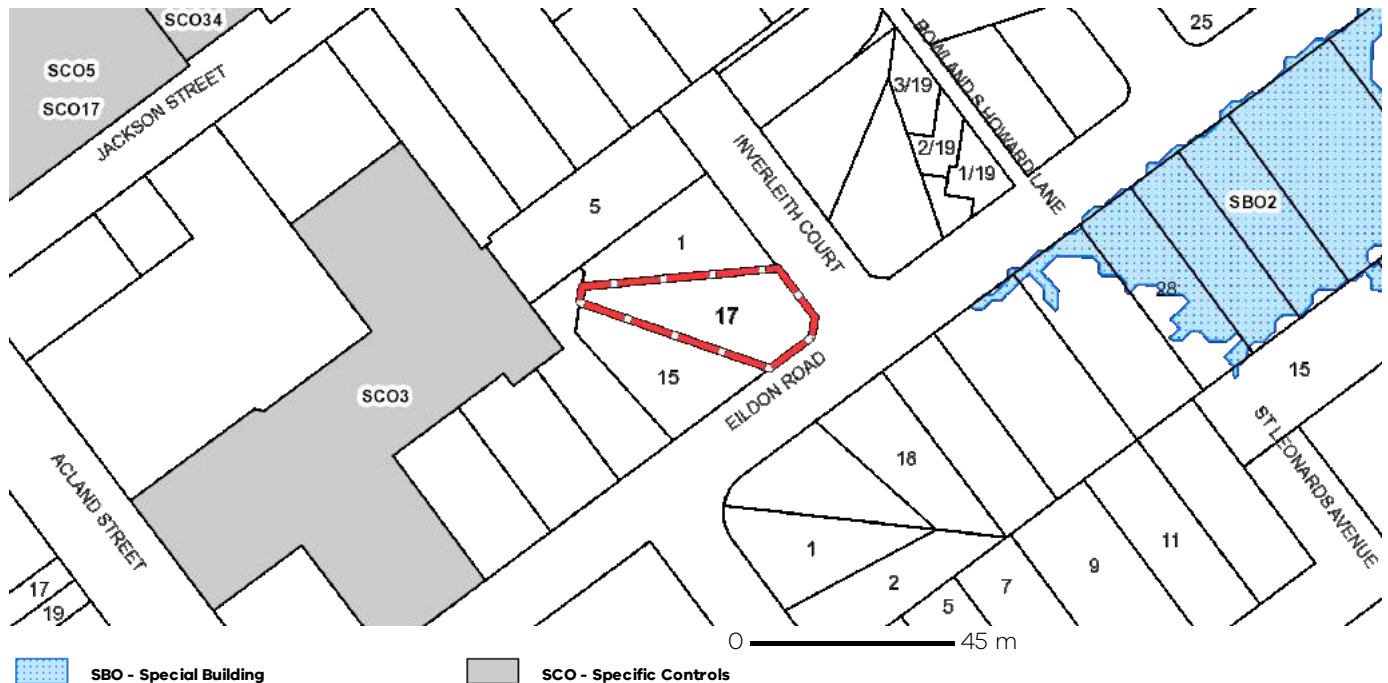 SCO34
25
SCO5
SCO17
JACKSON STREET
ROWLAND S HOWARD LANE
3/19
2/19
1/19
INVERLEITH COURT
5
1
SBO2
28
17
15
EILDON ROAD
15
SCO3
ST LEONARDS AVENUE
18
ACLAND STREET
1
2
11
9
7
5
17
19
0 45 m
SBO - Special Building
SCO - Specific Controls